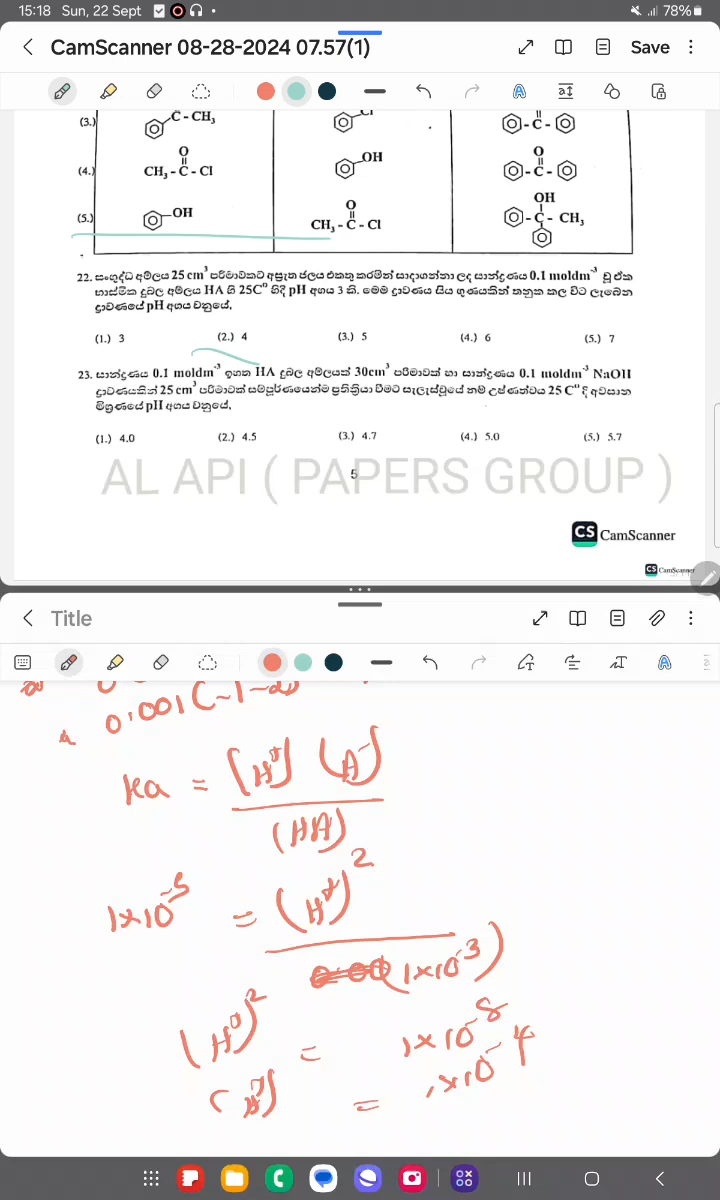 15:18 Sun, 22 Sept 78%
CamScanner 08-28-2024 07.57(1) Save
(3.) C - CH₃
O O
(4.) CH₃ - C - Cl OH - C -
O OH
(5.) OH CH₃ - C - Cl - C - CH₃
22. සංශුද්ධ අම්ලය 25 cm³ පරිමාවකට අසුත ජලය එකතු කරමින් සාදාගන්නා ලද සාන්ද්‍රණය 0.1 moldm⁻³ වූ ඒක
භාස්මික දුබල අම්ලය HA හි 25C⁰ හිදී pH අගය 3 කි. මෙම ද්‍රාවණය සිය ගුණයකින් තනුක කල විට ලැබෙන
ද්‍රාවණයේ pH අගය වනුයේ,
(1.) 3 (2.) 4 (3.) 5 (4.) 6 (5.) 7
23. සාන්ද්‍රණය 0.1 moldm⁻³ ඉහත HA දුබල අම්ලයක් 30cm³ පරිමාවක් හා සාන්ද්‍රණය 0.1 moldm⁻³ NaOH
ද්‍රාවණයකින් 25 cm³ පරිමාවක් සම්පූර්ණයෙන්ම ප්‍රතික්‍රියා වීමට සැලැස්වූයේ නම් උෂ්ණත්වය 25 C⁰ දී අවසාන
මිශ්‍රණයේ pH අගය වනුයේ,
(1.) 4.0 (2.) 4.5 (3.) 4.7 (4.) 5.0 (5.) 5.7
AL API ( PAPERS GROUP )
5
CS CamScanner
CS CamScanner
Title
0.001(
ka = [H⁺] (A⁻]
(HA)
1×10⁻⁵ = (H⁺)²
(1×10⁻³)
(H⁺)² = 1×10⁻⁸
(H⁺] = 1×10⁻⁴